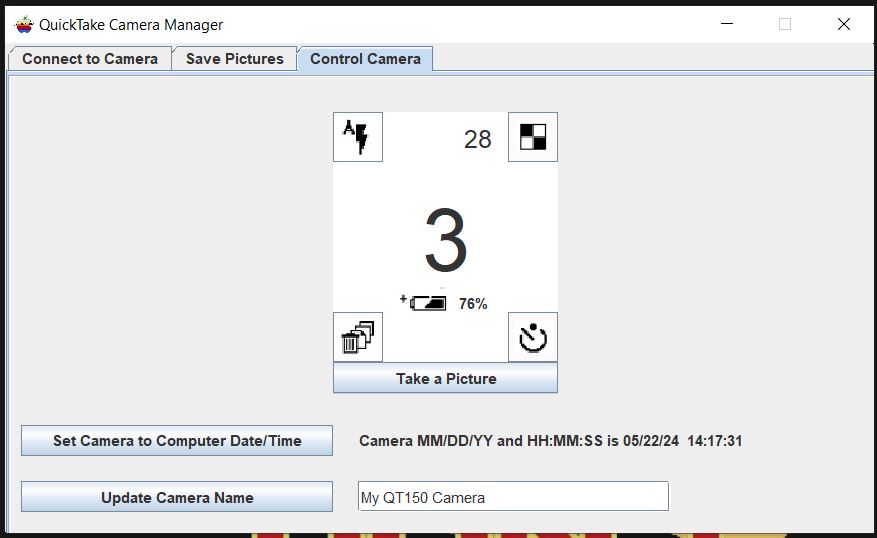 QuickTake Camera Manager
Connect to Camera Save Pictures Control Camera
A 28
3
76%
Take a Picture
Set Camera to Computer Date/Time Camera MM/DD/YY and HH:MM:SS is 05/22/24 14:17:31
Update Camera Name My QT150 Camera